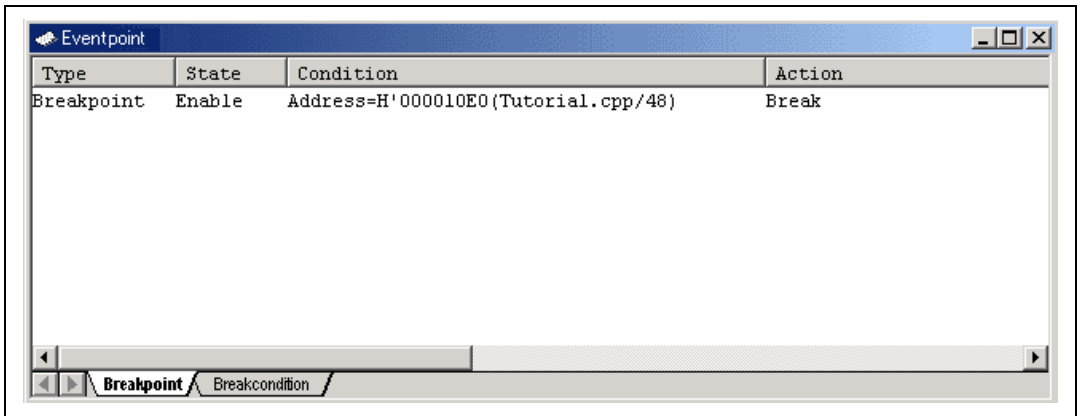 Eventpoint
Type State Condition Action
Breakpoint Enable Address=H'000010E0(Tutorial.cpp/48) Break
Breakpoint Breakcondition